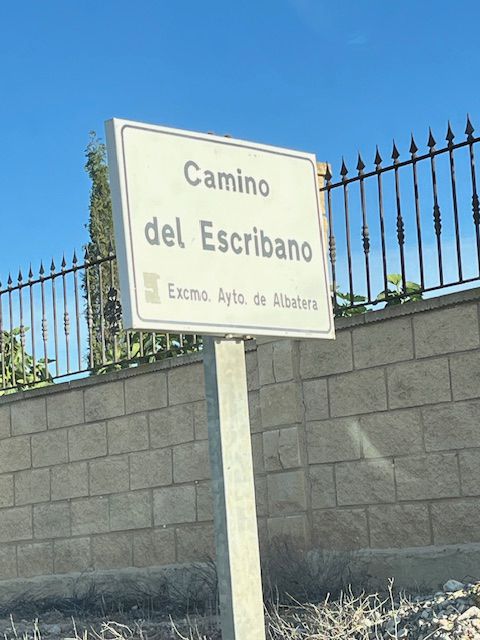 Camino
del Escribano
Excmo. Ayto. de Albatera